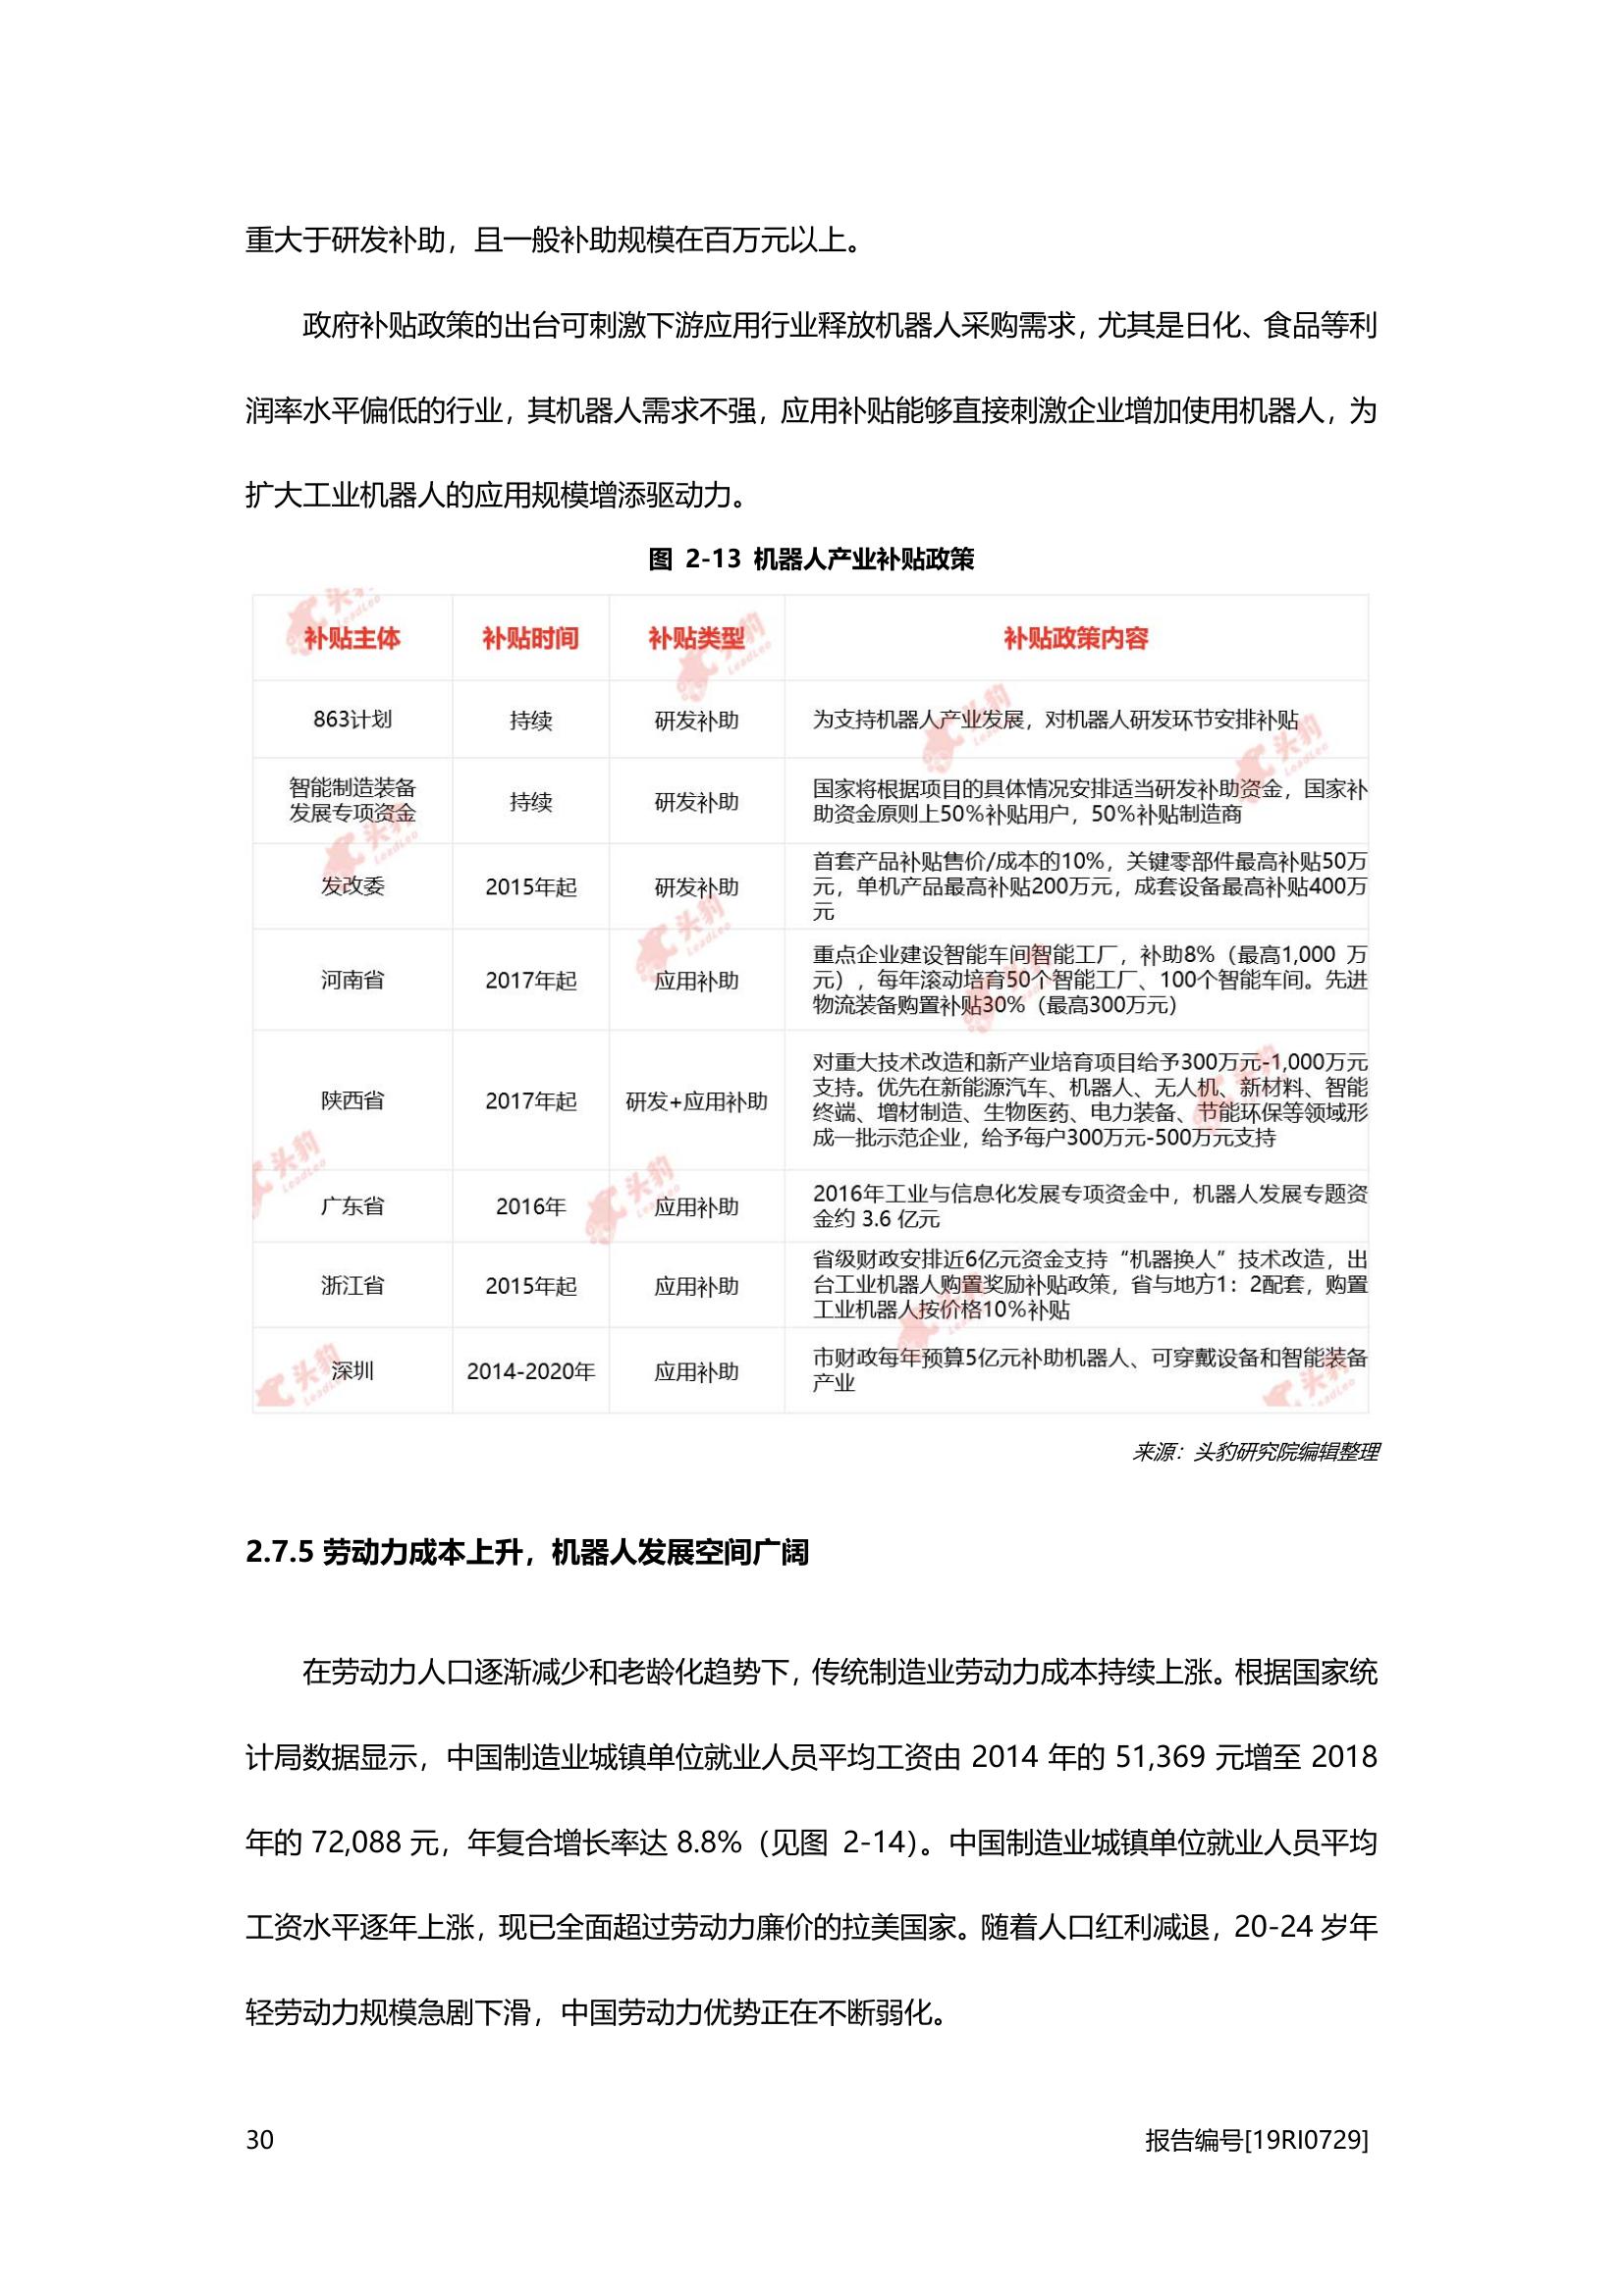 重大于研发补助，且一般补助规模在百万元以上。
政府补贴政策的出台可刺激下游应用行业释放机器人采购需求，尤其是日化、食品等利
润率水平偏低的行业，其机器人需求不强，应用补贴能够直接刺激企业增加使用机器人，为
扩大工业机器人的应用规模增添驱动力。
图 2-13 机器人产业补贴政策
补贴主体 补贴时间 补贴类型 补贴政策内容
863计划 持续 研发补助 为支持机器人产业发展，对机器人研发环节安排补贴
智能制造装备
发展专项资金
持续 研发补助
国家将根据项目的具体情况安排适当研发补助资金，国家补
助资金原则上50%补贴用户，50%补贴制造商
发改委 2015年起 研发补助
首套产品补贴售价/成本的10%，关键零部件最高补贴50万
元，单机产品最高补贴200万元，成套设备最高补贴400万
元
河南省 2017年起 应用补助
重点企业建设智能车间智能工厂，补助8%（最高1,000 万
元），每年滚动培育50个智能工厂、100个智能车间。先进
物流装备购置补贴30%（最高300万元）
陕西省 2017年起 研发+应用补助
对重大技术改造和新产业培育项目给予300万元-1,000万元
支持。优先在新能源汽车、机器人、无人机、新材料、智能
终端、增材制造、生物医药、电力装备、节能环保等领域形
成一批示范企业，给予每户300万元-500万元支持
广东省 2016年 应用补助
2016年工业与信息化发展专项资金中，机器人发展专题资
金约 3.6 亿元
浙江省 2015年起 应用补助
省级财政安排近6亿元资金支持“机器换人”技术改造，出
台工业机器人购置奖励补贴政策，省与地方1：2配套，购置
工业机器人按价格10%补贴
深圳 2014-2020年 应用补助
市财政每年预算5亿元补助机器人、可穿戴设备和智能装备
产业
来源：头豹研究院编辑整理
2.7.5 劳动力成本上升，机器人发展空间广阔
在劳动力人口逐渐减少和老龄化趋势下，传统制造业劳动力成本持续上涨。根据国家统
计局数据显示，中国制造业城镇单位就业人员平均工资由 2014 年的 51,369 元增至 2018
年的 72,088 元，年复合增长率达 8.8%（见图 2-14）。中国制造业城镇单位就业人员平均
工资水平逐年上涨，现已全面超过劳动力廉价的拉美国家。随着人口红利减退，20-24 岁年
轻劳动力规模急剧下滑，中国劳动力优势正在不断弱化。
30 报告编号[19RI0729]